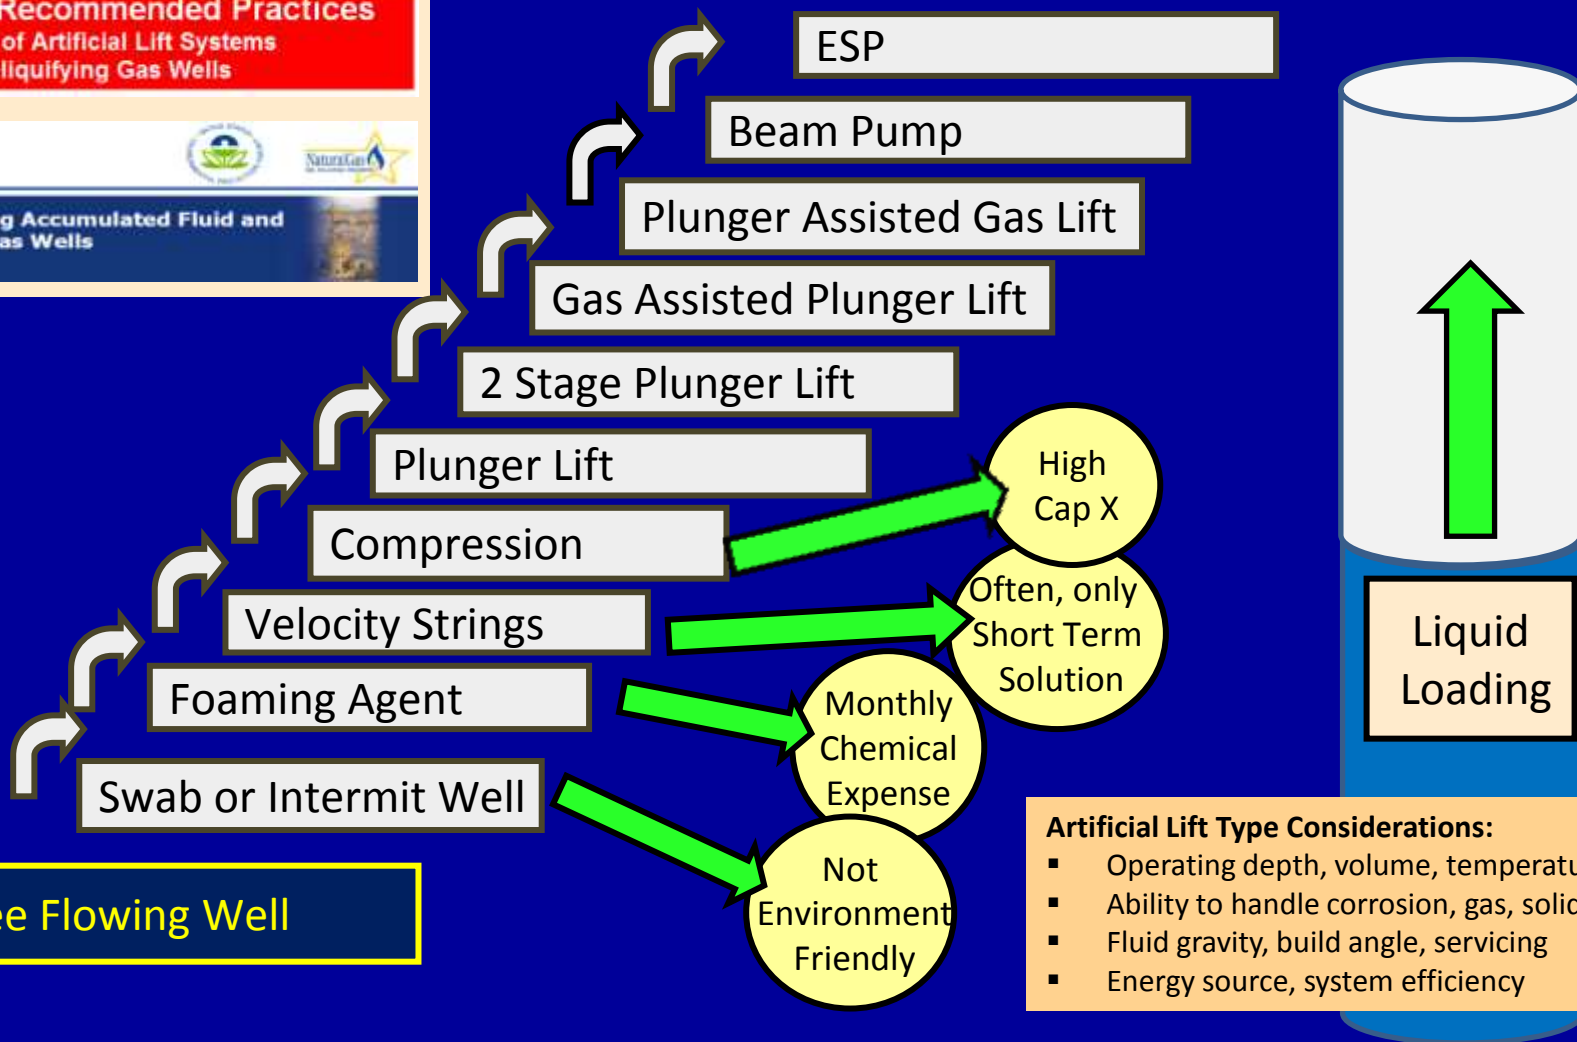 Recommended Practices
of Artificial Lift Systems
liquifying Gas Wells
NaturalGas
g Accumulated Fluid and
as Wells
ESP
Beam Pump
Plunger Assisted Gas Lift
Gas Assisted Plunger Lift
2 Stage Plunger Lift
Plunger Lift
Compression
Velocity Strings
Foaming Agent
Swab or Intermit Well
ee Flowing Well
High
Cap X
Often, only
Short Term
Solution
Monthly
Chemical
Expense
Not
Environment
Friendly
Liquid
Loading
Artificial Lift Type Considerations:
▪ Operating depth, volume, temperatu
▪ Ability to handle corrosion, gas, solid
▪ Fluid gravity, build angle, servicing
▪ Energy source, system efficiency